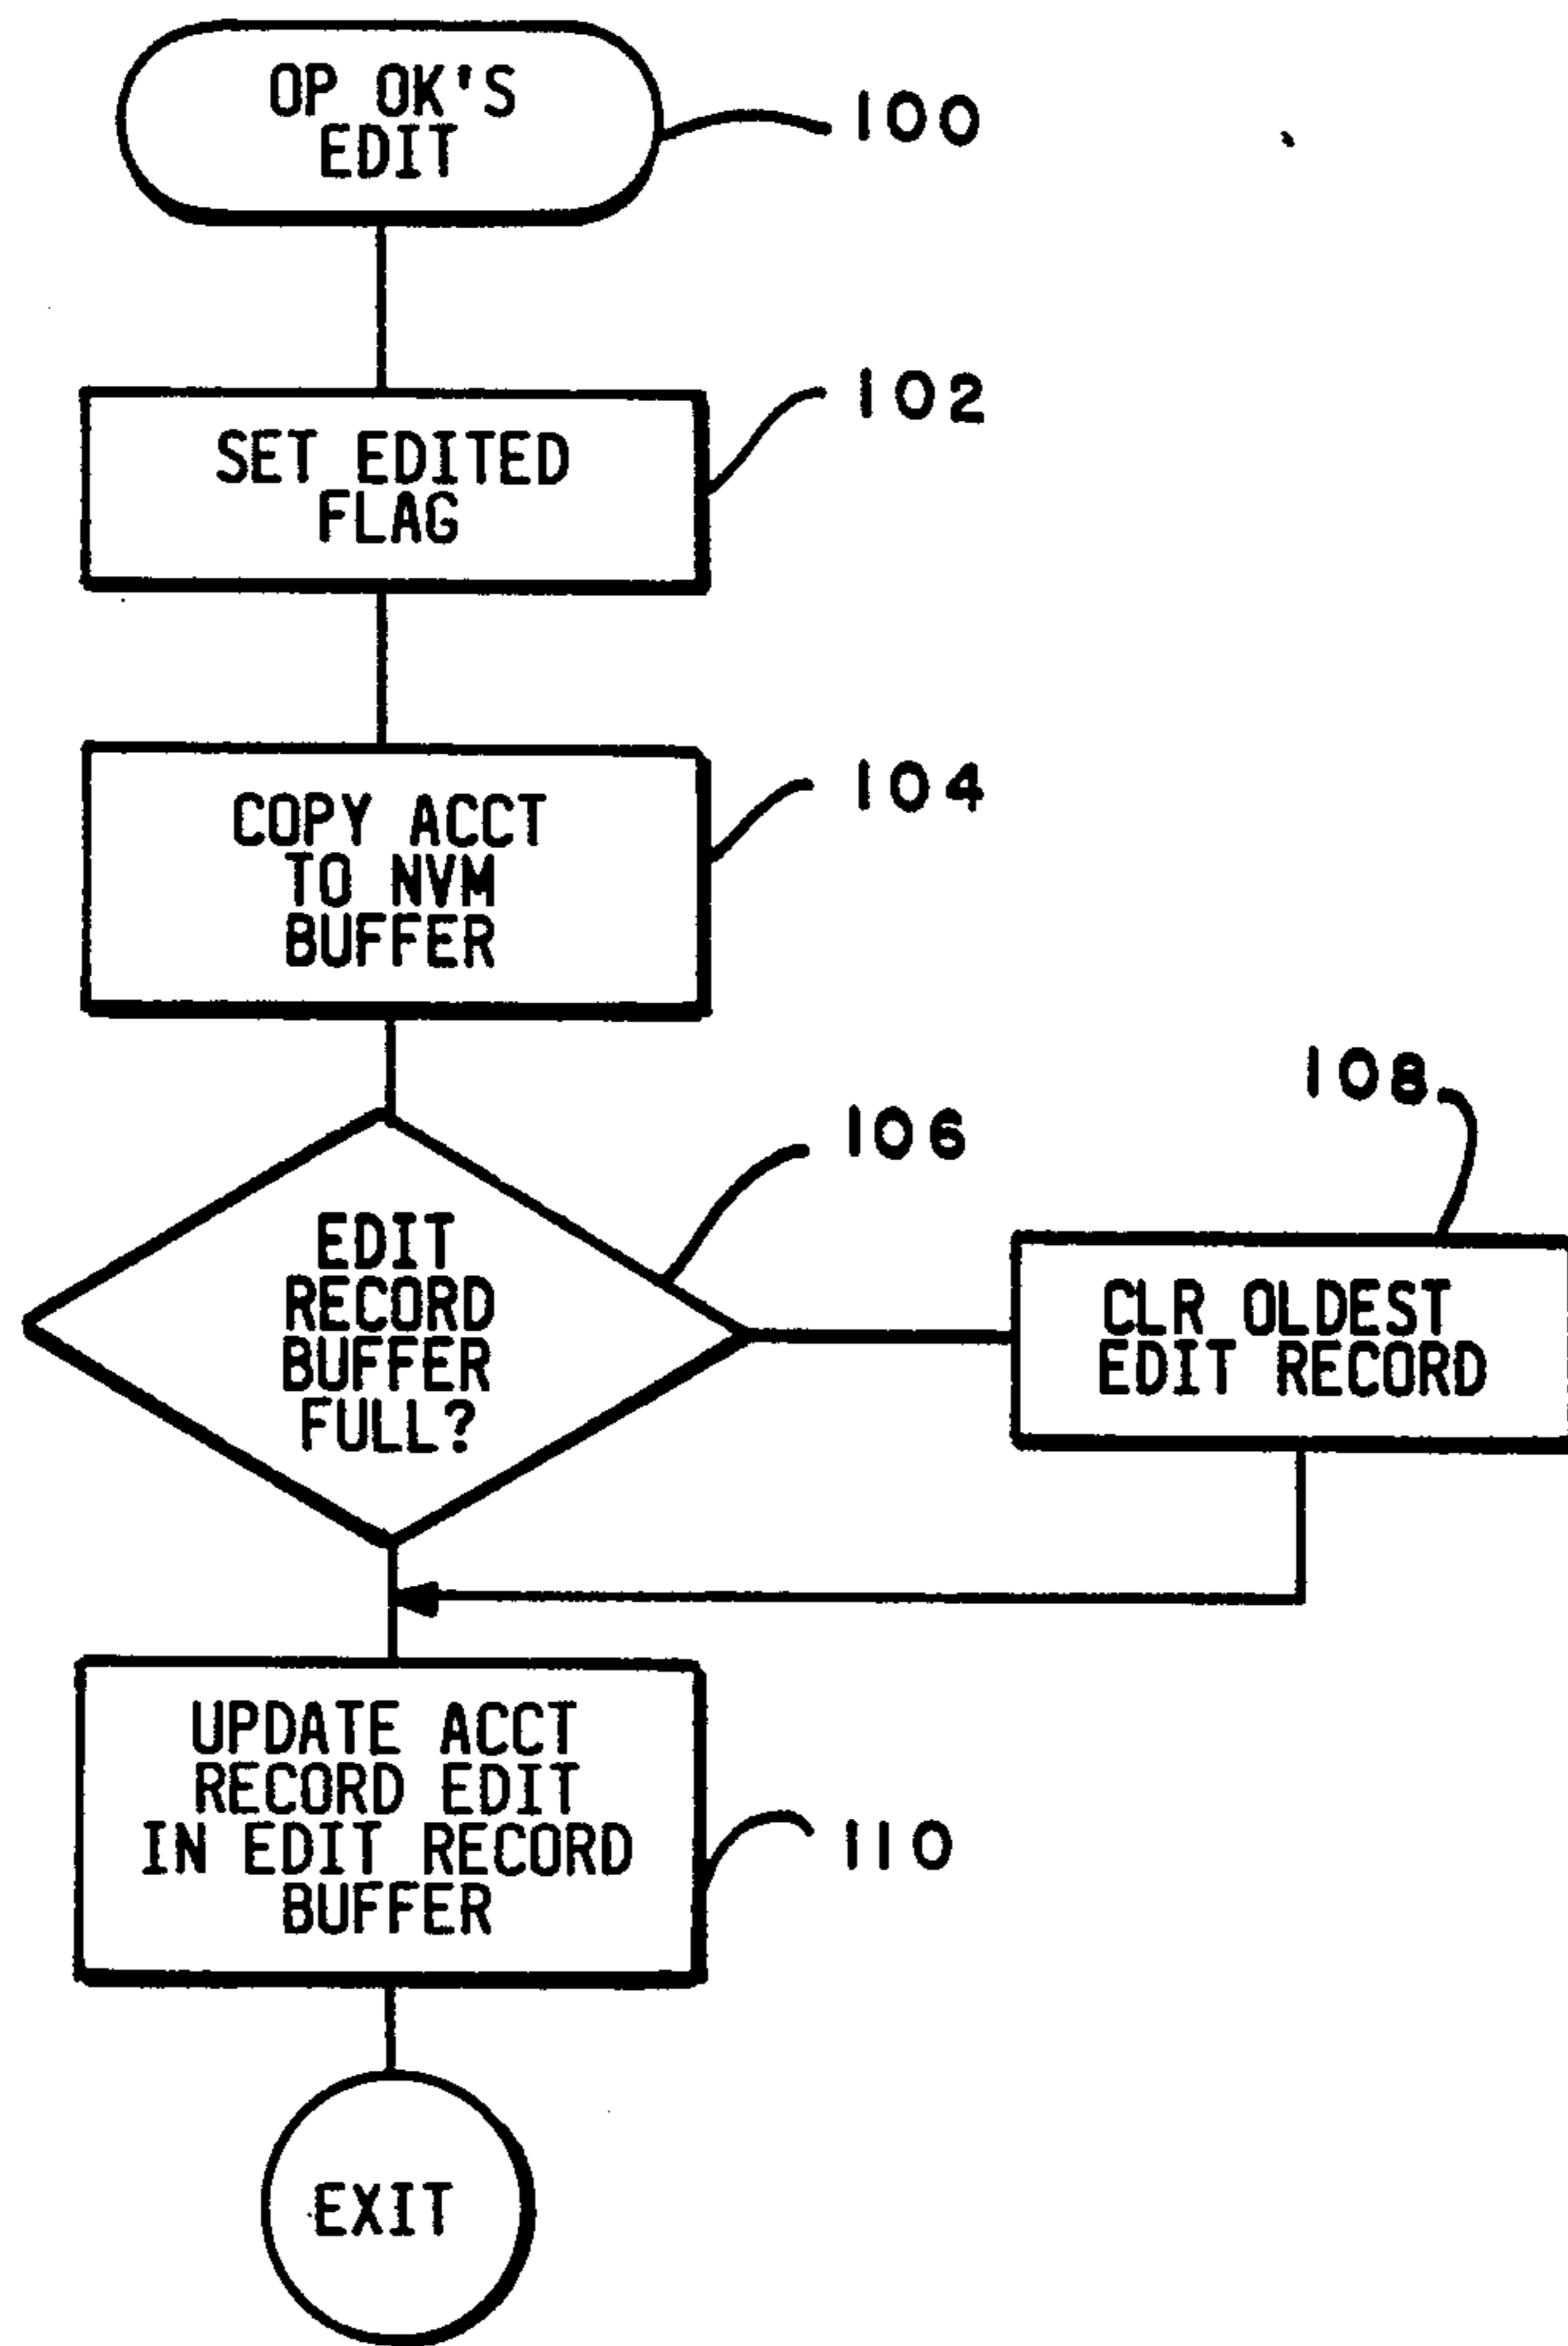 OP OK'S
EDIT
100
SET EDITED
FLAG
102
COPY ACCT
TO NVM
BUFFER
104
EDIT
RECORD
BUFFER
FULL?
106
108
CLR OLDEST
EDIT RECORD
UPDATE ACCT
RECORD EDIT
IN EDIT RECORD
BUFFER
110
EXIT